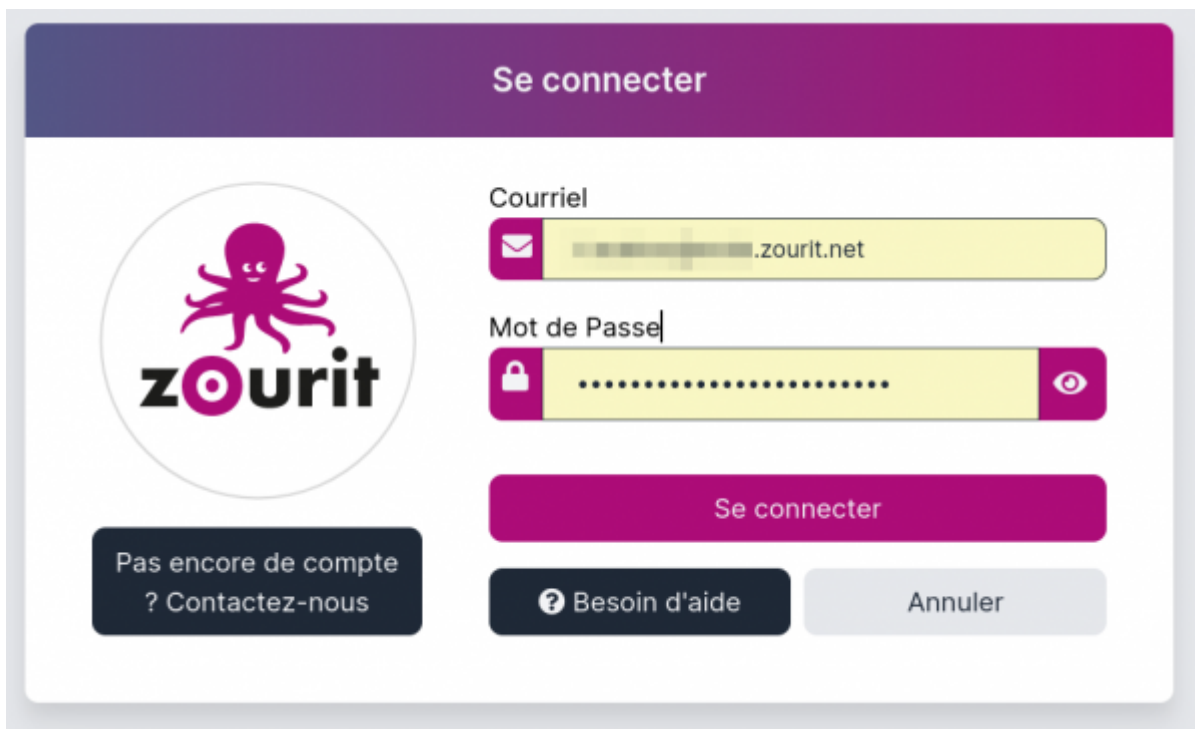 Se connecter
Courriel
.zourit.net
Mot de Passe
zourit
Se connecter
Pas encore de compte
? Contactez-nous
Besoin d'aide
Annuler